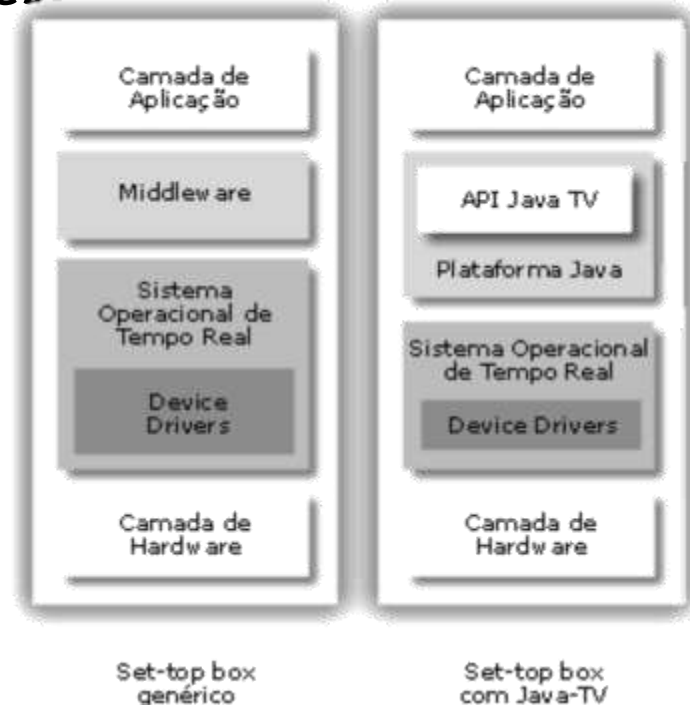 Camada de
Aplicação
Middleware
Sistema
Operacional de
Tempo Real
Device
Drivers
Camada de
Hardware
Set-top box
genérico
Camada de
Aplicação
API Java TV
Plataforma Java
Sistema Operacional
de Tempo Real
Device Drivers
Camada de
Hardware
Set-top box
com Java-TV